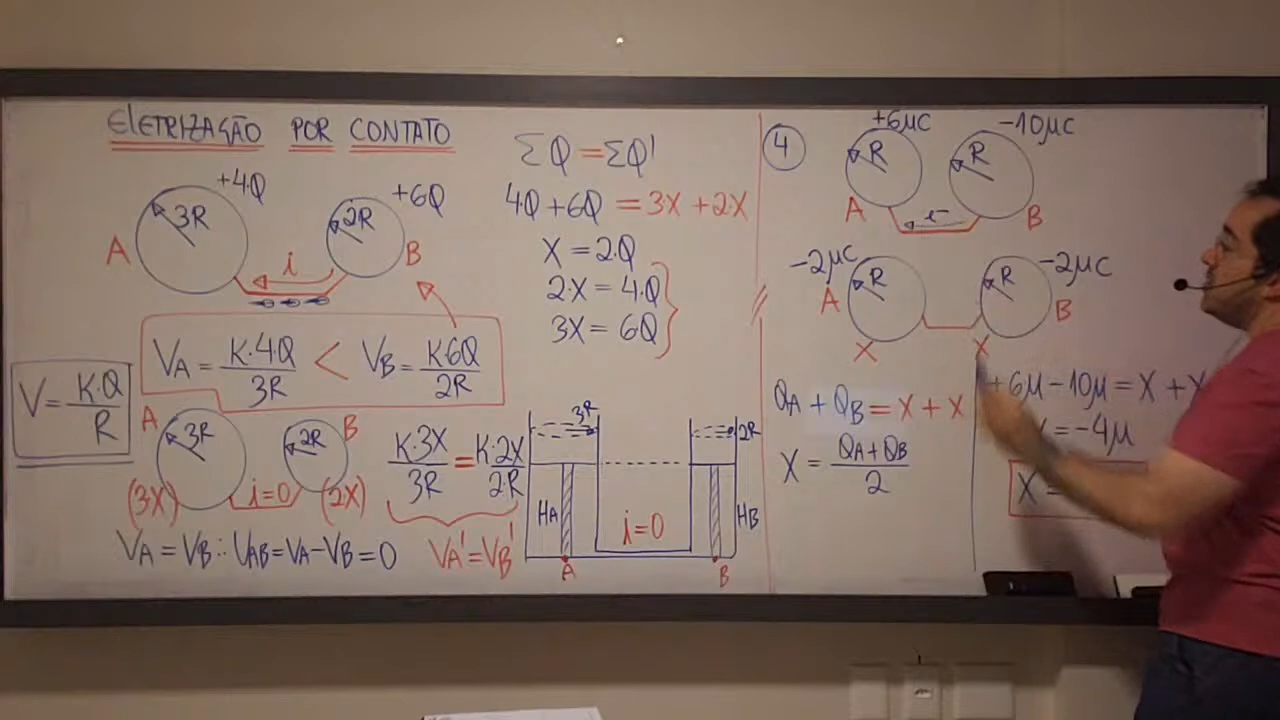 ELETRIZAÇÃO POR CONTATO
+4Q
3R
A
+6Q
2R
B
i
VA = K·4Q/3R < VB = K·6Q/2R
V = K·Q/R
A
3R
B
2R
(3X)
i=0
(2X)
K·3X/3R = K·2X/2·R
VA' = VB'
VA = VB ∴ UAB = VA - VB = 0
ΣQ = ΣQ'
4Q + 6Q = 3X + 2X
X = 2Q
2X = 4Q
3X = 6Q
3R
2R
HA
i=0
HB
A
B
4
+6μC
R
A
-10μC
R
B
e-
-2μC
R
A
X
-2μC
R
B
X
QA + QB = X + X
X = QA + QB/2
+6μ - 10μ = X + X
= -4μ
X =